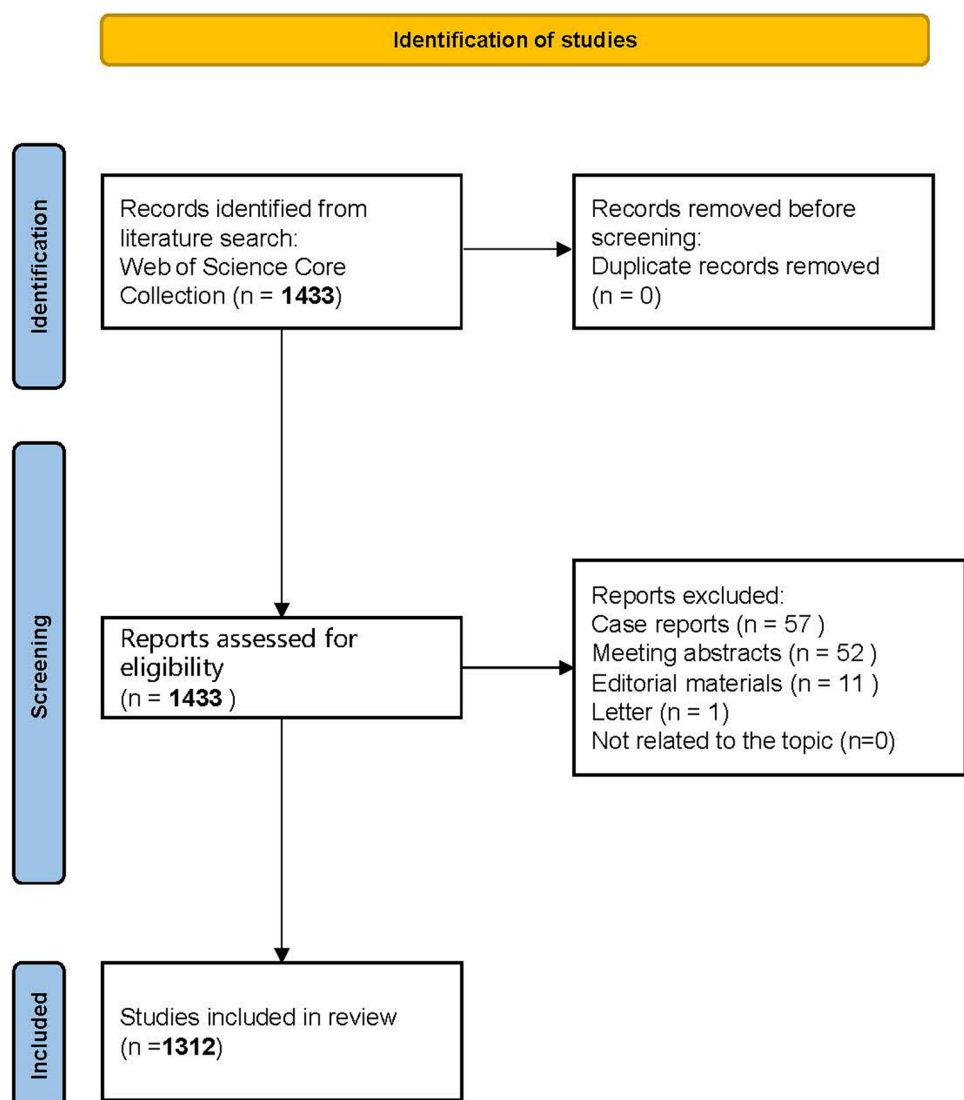 Identification of studies
Identification
Records identified from
literature search:
Web of Science Core
Collection (n = 1433)
Records removed before
screening:
Duplicate records removed
(n = 0)
Screening
Reports assessed for
eligibility
(n = 1433 )
Reports excluded:
Case reports (n = 57 )
Meeting abstracts (n = 52 )
Editorial materials (n = 11 )
Letter (n = 1)
Not related to the topic (n=0)
Included
Studies included in review
(n =1312)